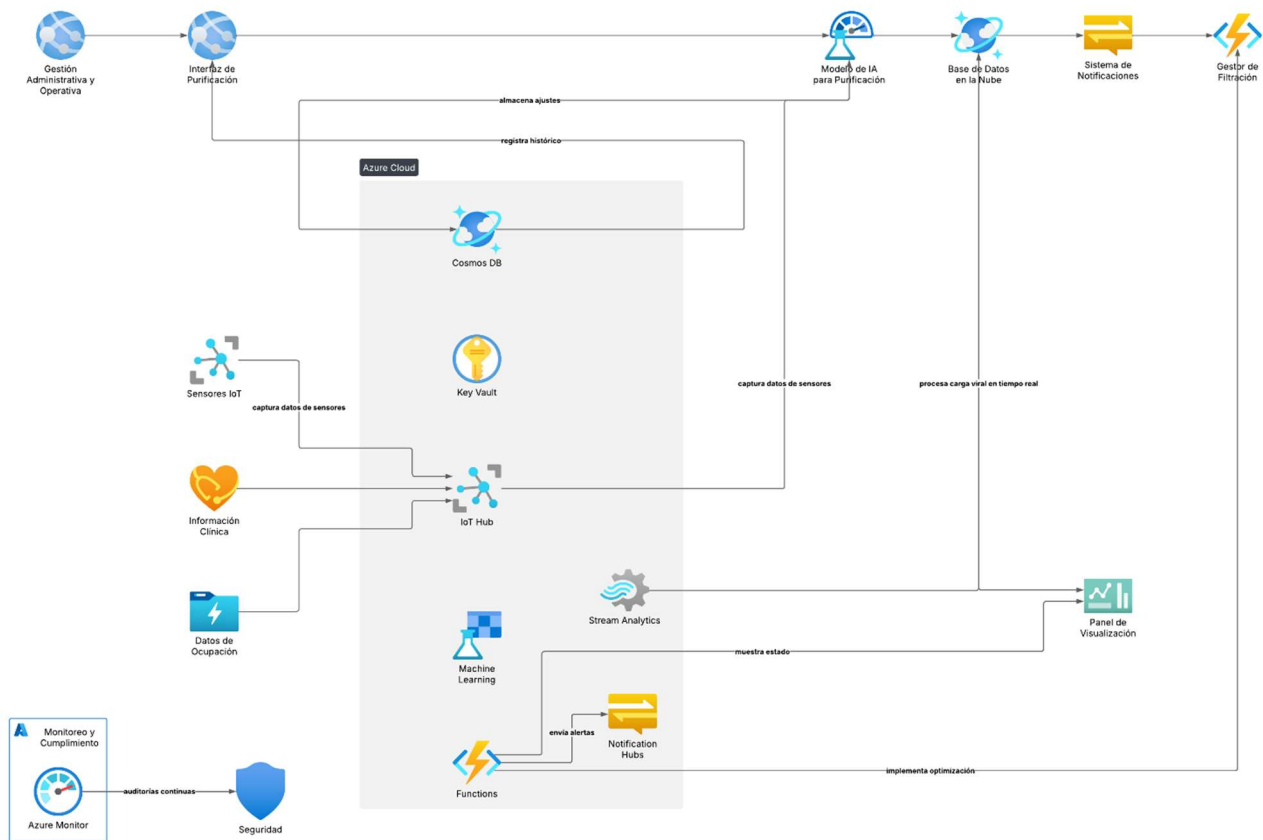 Gestión
Administrativa y
Operativa
Interfaz de
Purificación
Modelo de IA
para Purificación
Base de Datos
en la Nube
Sistema de
Notificaciones
Gestor de
Filtración
almacena ajustes
registra histórico
Azure Cloud
Cosmos DB
Sensores IoT
Key Vault
captura datos de sensores
captura datos de sensores
procesa carga viral en tiempo real
Información
Clínica
IoT Hub
Datos de
Ocupación
Stream Analytics
Panel de
Visualización
Machine
Learning
muestra estado
Monitoreo y
Cumplimiento
envía alertas
Notification
Hubs
implementa optimización
Functions
auditorías continuas
Azure Monitor
Seguridad